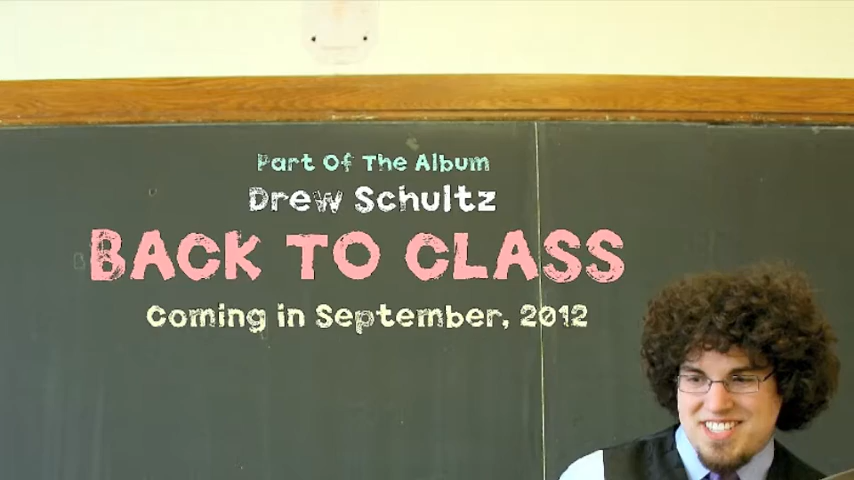 Part Of The Album
Drew Schultz
BACK TO CLASS
Coming in September, 2012